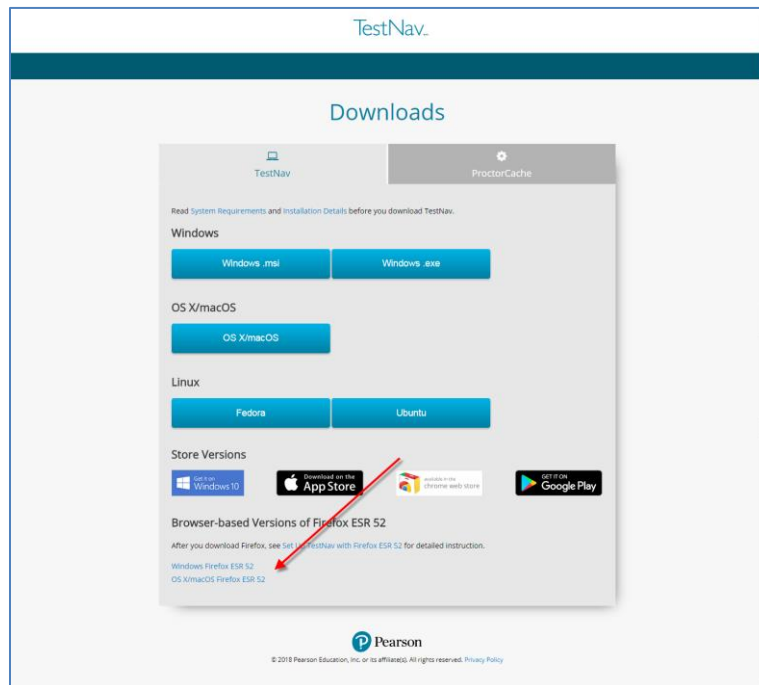 TestNav
Downloads
TestNav
ProctorCache
Read System Requirements and Installation Details before you download TestNav.
Windows
Windows .msi
Windows .exe
OS X/macOS
OS X/macOS
Linux
Fedora
Ubuntu
Store Versions
Get it on
Windows 10
Download on the
App Store
available in the
chrome web store
GET IT ON
Google Play
Browser-based Versions of Firefox ESR 52
After you download Firefox, see Set Up TestNav with Firefox ESR 52 for detailed instruction.
Windows Firefox ESR 52
OS X/macOS Firefox ESR 52
Pearson
© 2018 Pearson Education, Inc. or its affiliate(s). All rights reserved. Privacy Policy